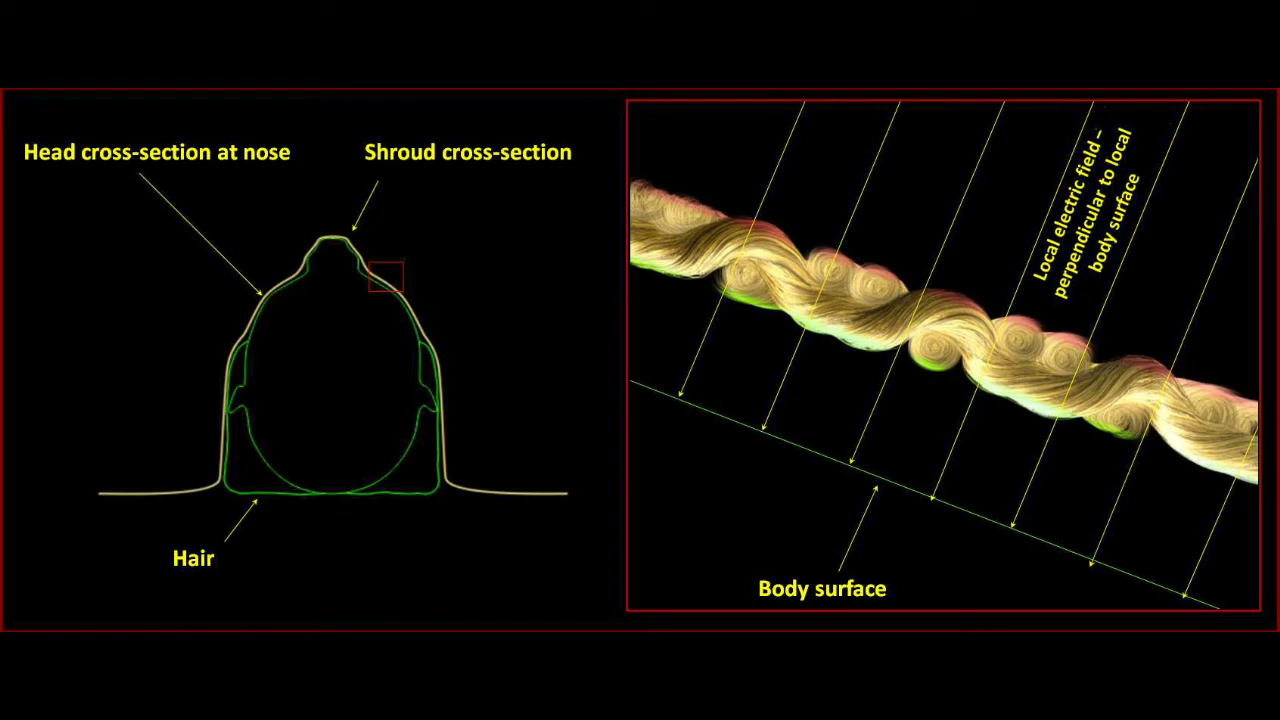 Head cross-section at nose
Shroud cross-section
Hair
Local electric field –
perpendicular to local
body surface
Body surface